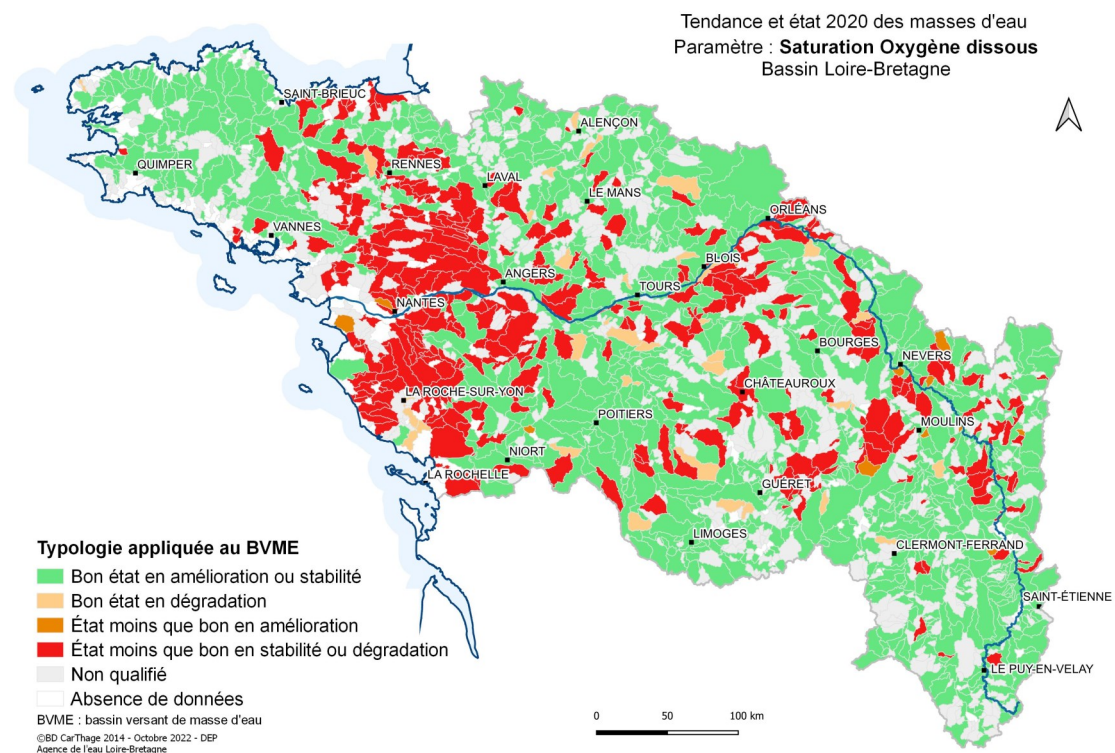 Tendance et état 2020 des masses d'eau
Paramètre : Saturation Oxygène dissous
Bassin Loire-Bretagne
SAINT-BRIEUC
ALENÇON
QUIMPER
RENNES
LAVAL
LE MANS
ORLÉANS
VANNES
BLOIS
ANGERS
TOURS
NANTES
BOURGES
NEVERS
LA ROCHE-SUR-YON
CHÂTEAUROUX
POITIERS
MOULINS
NIORT
LA ROCHELLE
GUÉRET
LIMOGES
CLERMONT-FERRAND
SAINT-ÉTIENNE
LE PUY-EN-VELAY
Typologie appliquée au BVME
Bon état en amélioration ou stabilité
Bon état en dégradation
État moins que bon en amélioration
État moins que bon en stabilité ou dégradation
Non qualifié
Absence de données
BVME : bassin versant de masse d'eau
©BD CarThage 2014 - Octobre 2022 - DEP
Agence de l'eau Loire-Bretagne
0 50 100 km